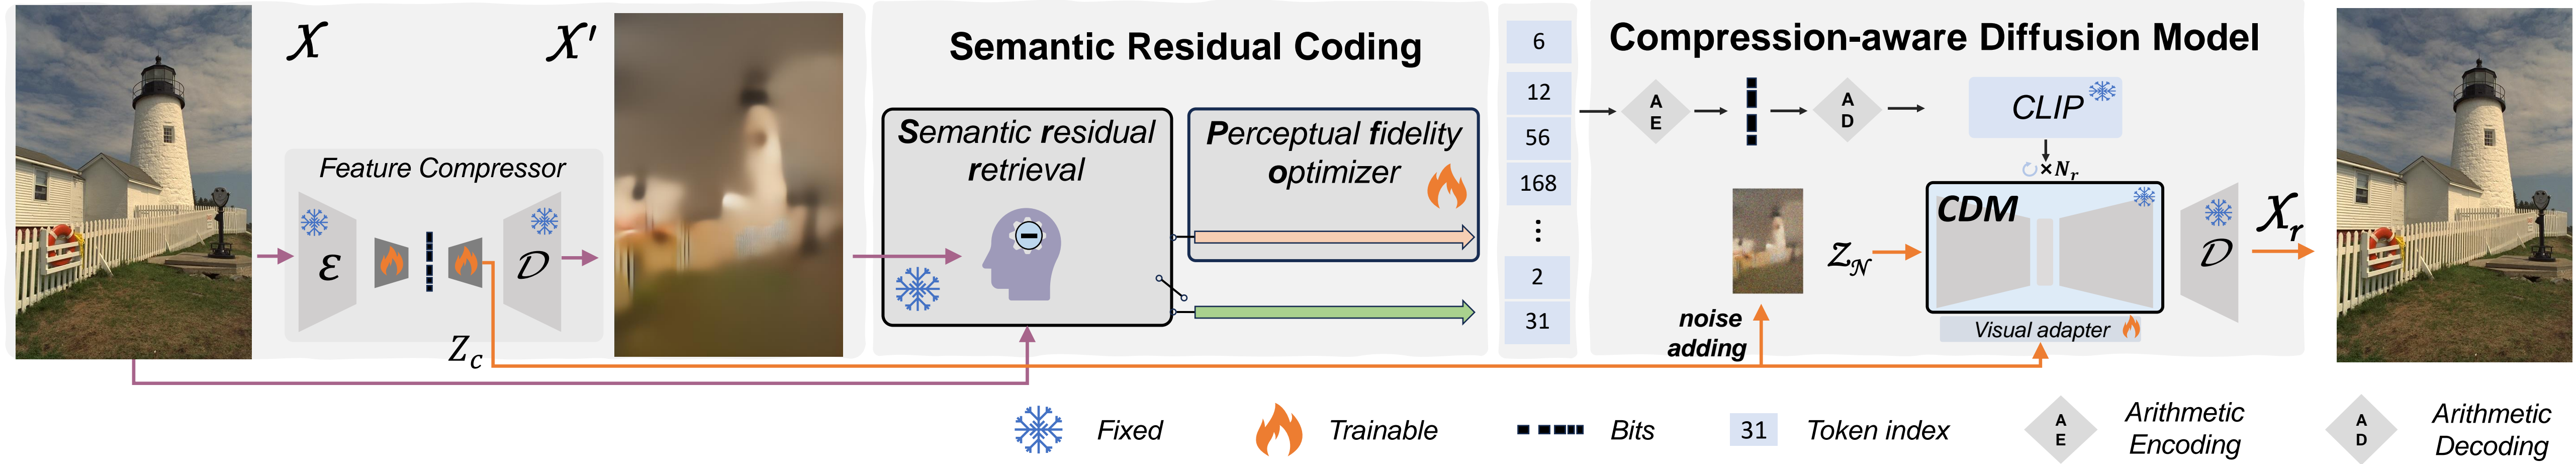 X
X'
Feature Compressor
ε
D
Z_c
Semantic Residual Coding
Semantic residual
retrieval
Perceptual fidelity
optimizer
6
12
56
168
⋮
2
31
Compression-aware Diffusion Model
A
E
A
D
CLIP
×N_r
CDM
Z_N
D
X_r
Visual adapter
noise
adding
Fixed
Trainable
Bits
31
Token index
A
E
Arithmetic
Encoding
A
D
Arithmetic
Decoding